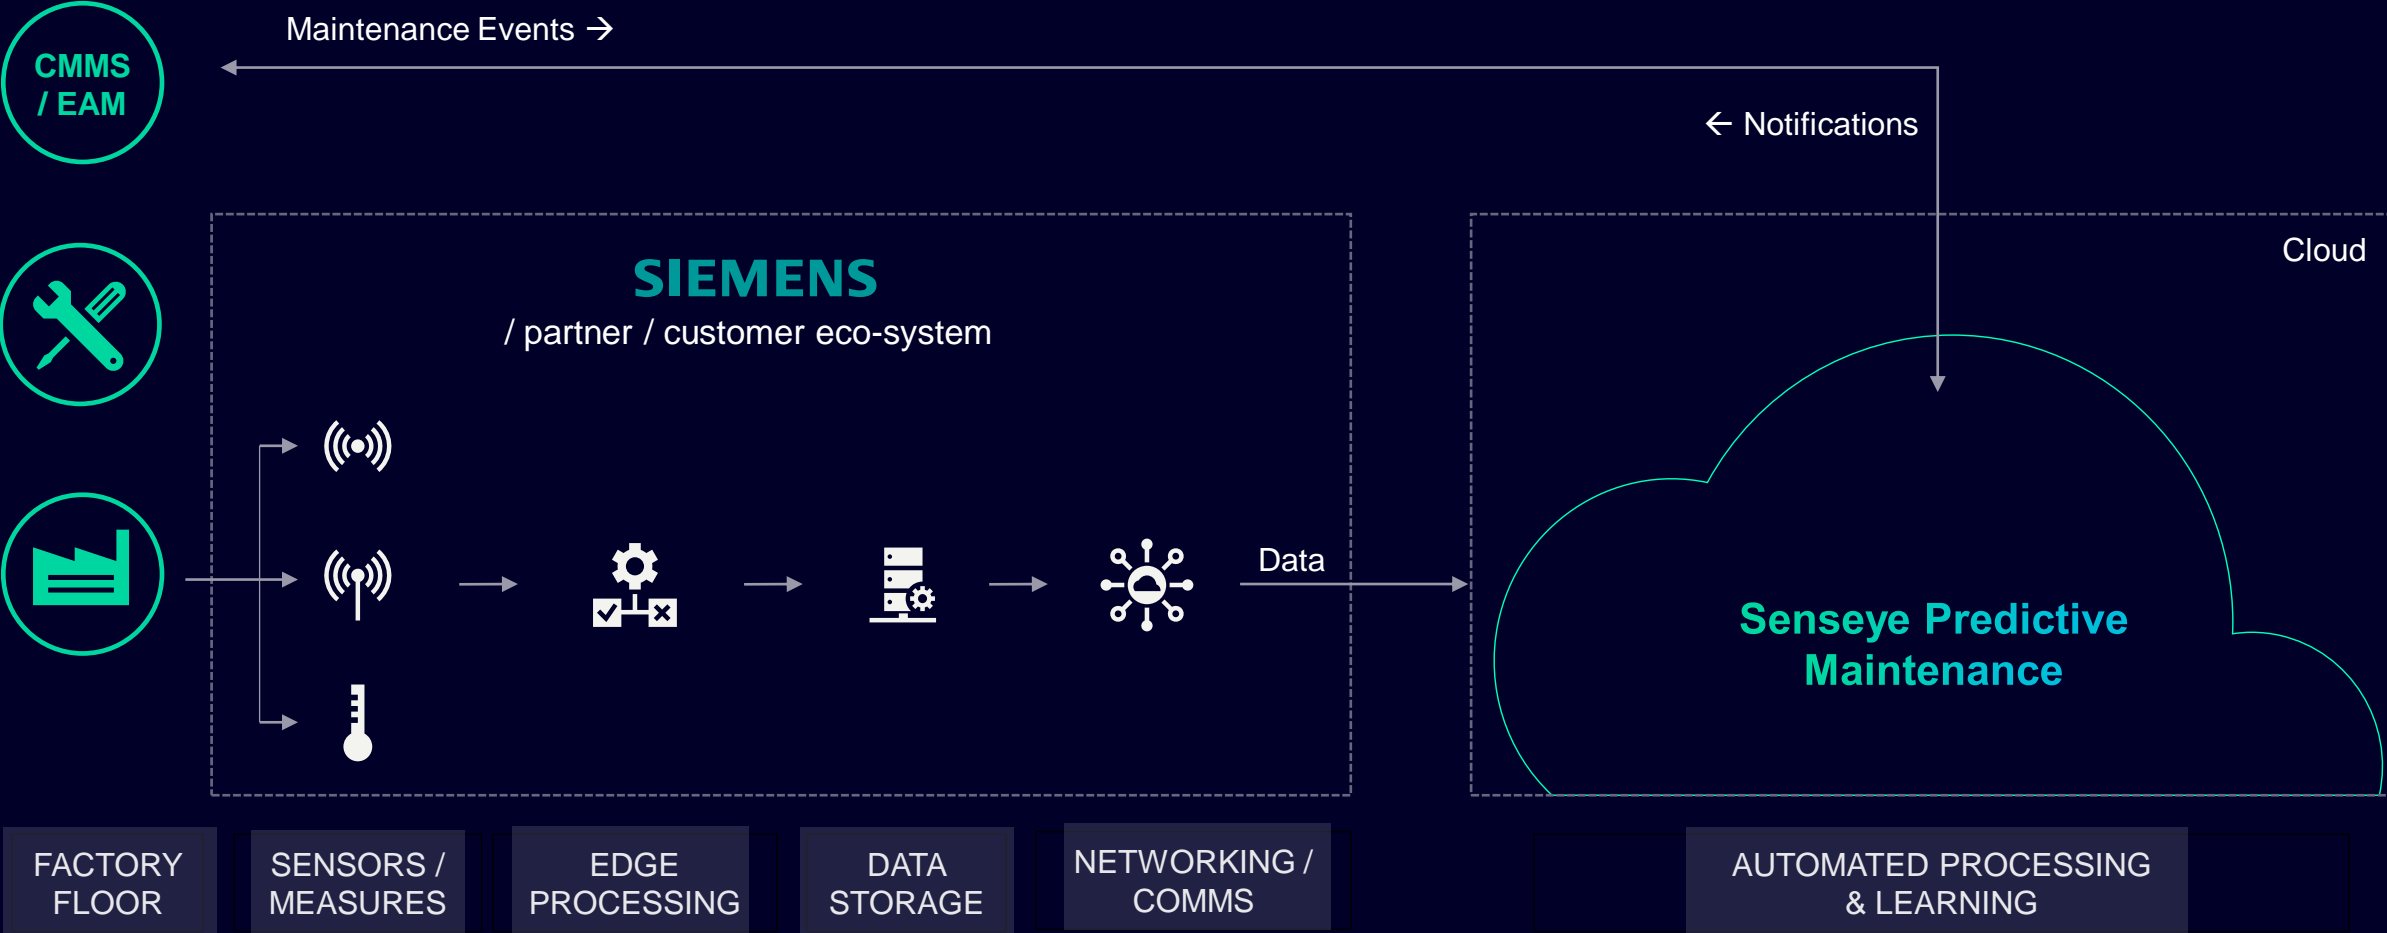 Maintenance Events →
CMMS
/ EAM
← Notifications
Cloud
SIEMENS
/ partner / customer eco-system
Data
Senseye Predictive
Maintenance
FACTORY
FLOOR
SENSORS /
MEASURES
EDGE
PROCESSING
DATA
STORAGE
NETWORKING /
COMMS
AUTOMATED PROCESSING
& LEARNING